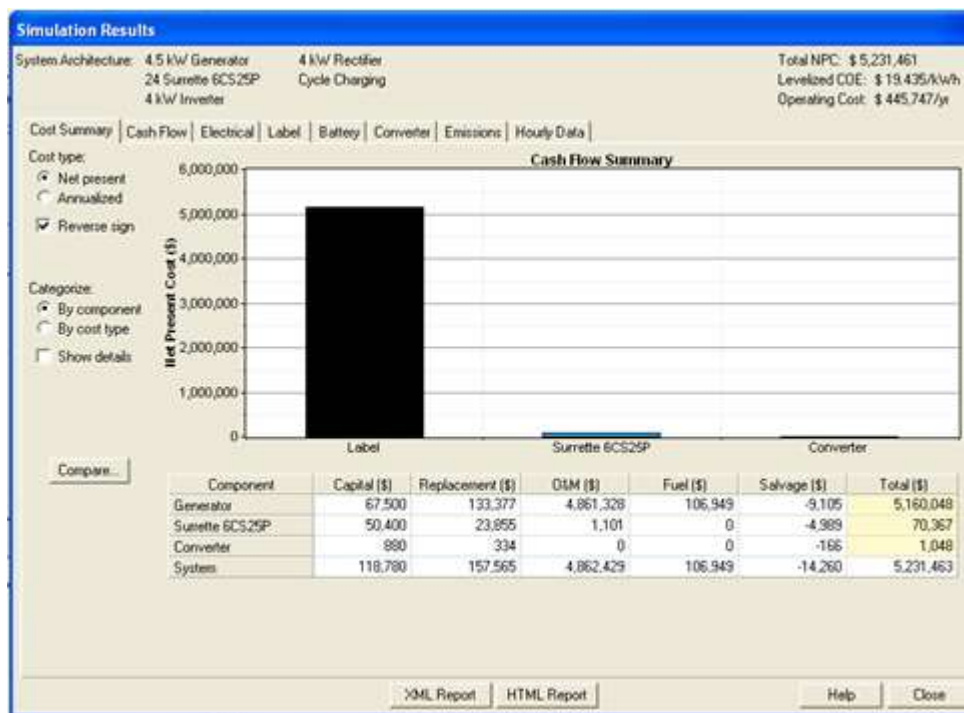 Simulation Results
System Architecture: 4.5 kW Generator 4 kW Rectifier Total NPC: $ 5,231,461
24 Surrette 6CS25P Cycle Charging Levelized COE: $ 19.435/kWh
4 kW Inverter Operating Cost: $ 445,747/yr
Cost Summary Cash Flow Electrical Label Battery Converter Emissions Hourly Data
Cost type:
Net present
Annualized
Reverse sign
Categorize:
By component
By cost type
Show details
Compare...
Cash Flow Summary
Net Present Cost ($)
6,000,000
5,000,000
4,000,000
3,000,000
2,000,000
1,000,000
0
Label Surrette 6CS25P Converter
Component Capital ($) Replacement ($) O&M ($) Fuel ($) Salvage ($) Total ($)
Generator 67,500 133,377 4,861,328 106,949 -9,105 5,160,048
Surrette 6CS25P 50,400 23,855 1,101 0 -4,989 70,367
Converter 880 334 0 0 -166 1,048
System 118,780 157,565 4,862,429 106,949 -14,260 5,231,463
XML Report HTML Report Help Close